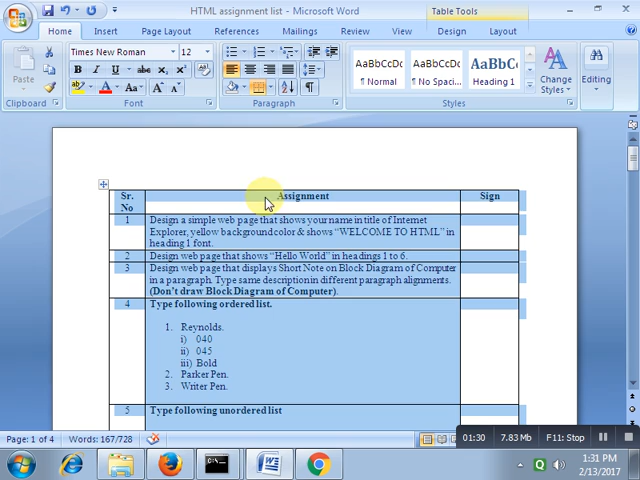 HTML assignment list - Microsoft Word
Table Tools
Home
Insert
Page Layout
References
Mailings
Review
View
Design
Layout
Paste
Clipboard
Times New Roman
12
B I U abc x₂ x²
ab A Aa A A
Font
Paragraph
AaBbCcDc
¶ Normal
AaBbCcDc
¶ No Spaci...
AaBbC
Heading 1
Styles
Change
Styles
Editing
Sr.
No
Assignment
Sign
1
Design a simple web page that shows your name in title of Internet
Explorer, yellow background color & shows “WELCOME TO HTML” in
heading 1 font.
2
Design web page that shows “Hello World” in headings 1 to 6.
3
Design web page that displays Short Note on Block Diagram of Computer
in a paragraph. Type same description in different paragraph alignments.
(Don't draw Block Diagram of Computer).
4
Type following ordered list.
1. Reynolds.
i) 040
ii) 045
iii) Bold
2. Parker Pen.
3. Writer Pen.
5
Type following unordered list
Page: 1 of 4
Words: 167/728
01:30
7.83 Mb
F11: Stop
1:31 PM
2/13/2017